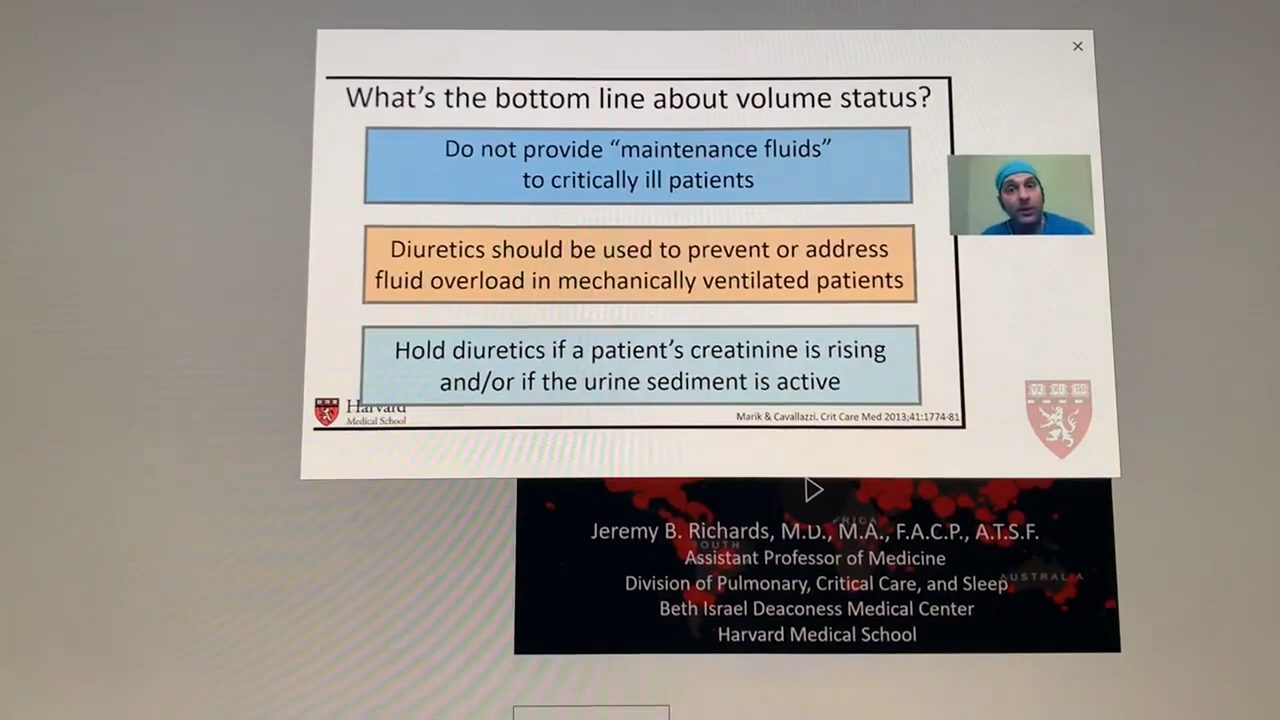 What's the bottom line about volume status?
Do not provide “maintenance fluids”
to critically ill patients
Diuretics should be used to prevent or address
fluid overload in mechanically ventilated patients
Hold diuretics if a patient's creatinine is rising
and/or if the urine sediment is active
Harvard
Medical School
Marik & Cavallazzi. Crit Care Med 2013;41:1774-81
Jeremy B. Richards, M.D., M.A., F.A.C.P., A.T.S.F.
Assistant Professor of Medicine
Division of Pulmonary, Critical Care, and Sleep
AUSTRALIA
Beth Israel Deaconess Medical Center
Harvard Medical School